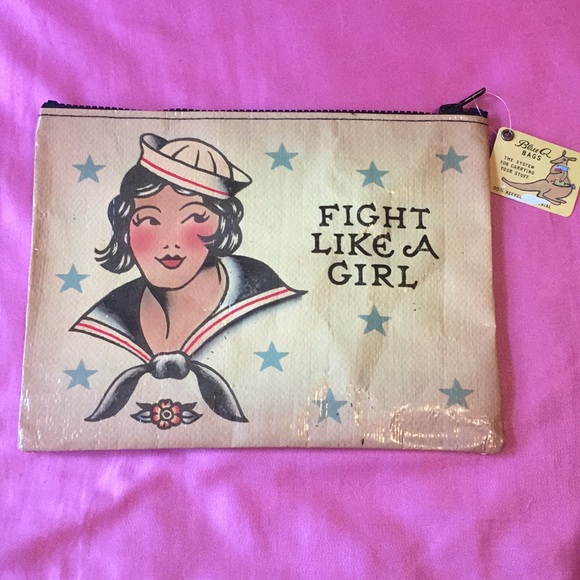 FIGHT
LIKE A
GIRL
Blue Q
BAGS
THE SYSTEM
FOR CARRYING
YOUR STUFF.